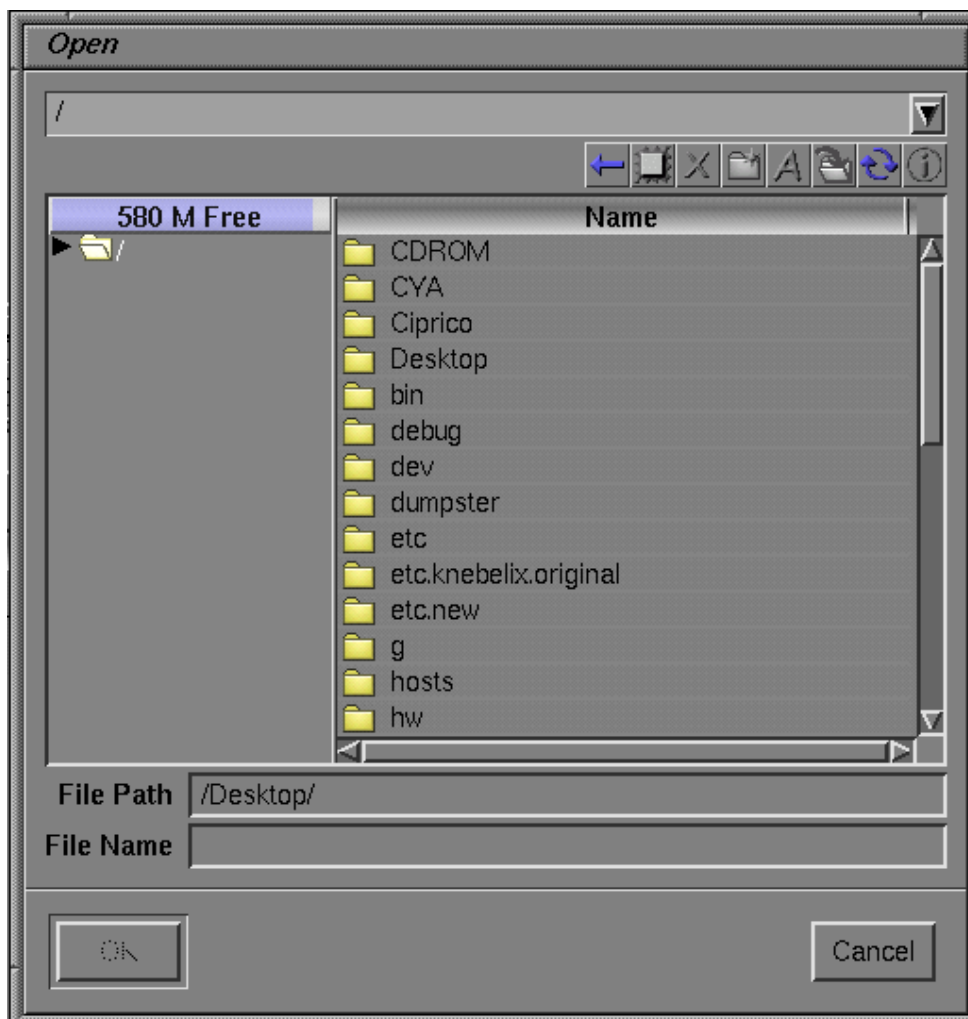 Open
/
580 M Free
Name
/
CDROM
CYA
Ciprico
Desktop
bin
debug
dev
dumpster
etc
etc.knebelix.original
etc.new
g
hosts
hw
File Path /Desktop/
File Name
OK
Cancel